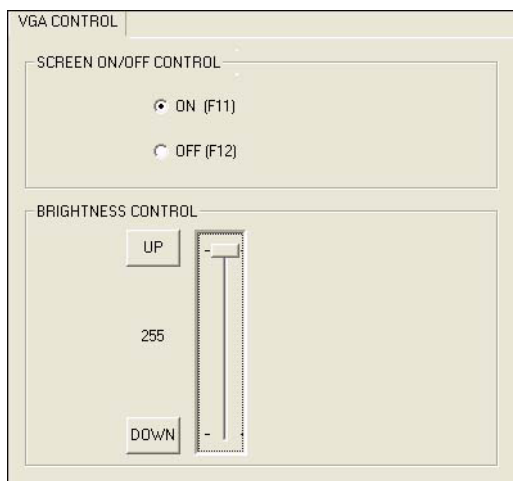 VGA CONTROL
SCREEN ON/OFF CONTROL
ON (F11)
OFF (F12)
BRIGHTNESS CONTROL
UP
255
DOWN